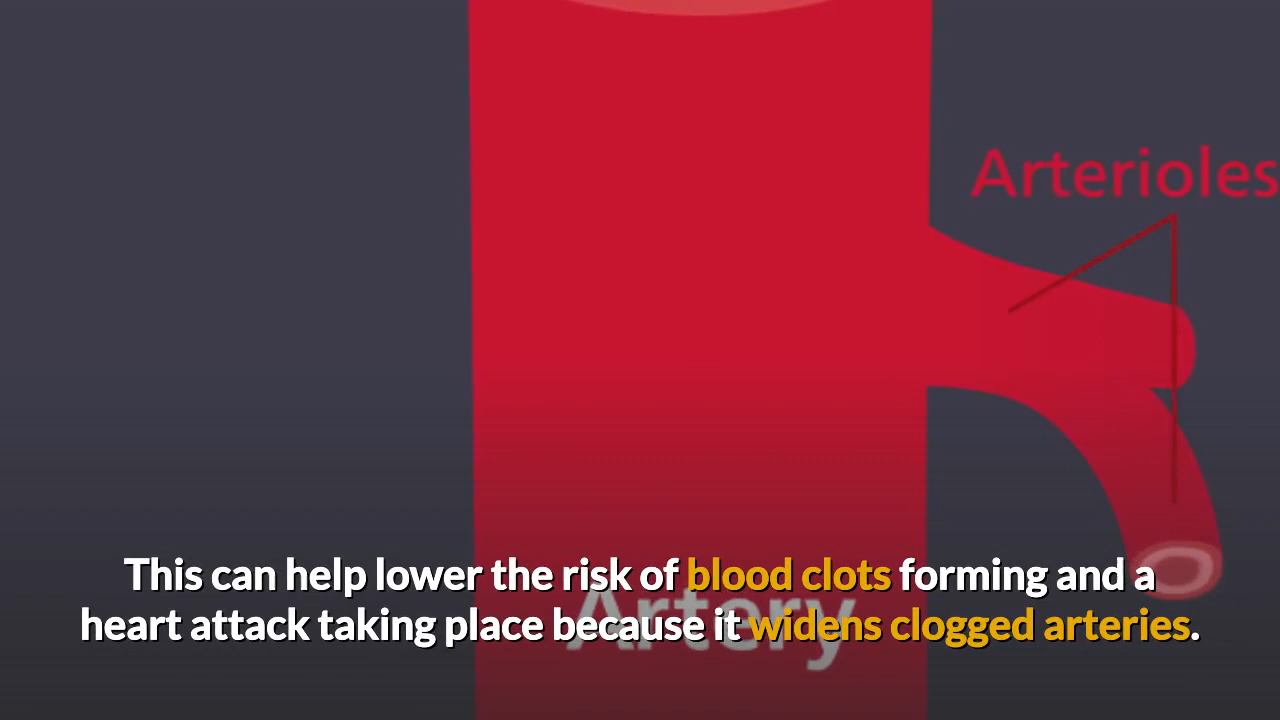 Arterioles
This can help lower the risk of blood clots forming and a
Artery
heart attack taking place because it widens clogged arteries.